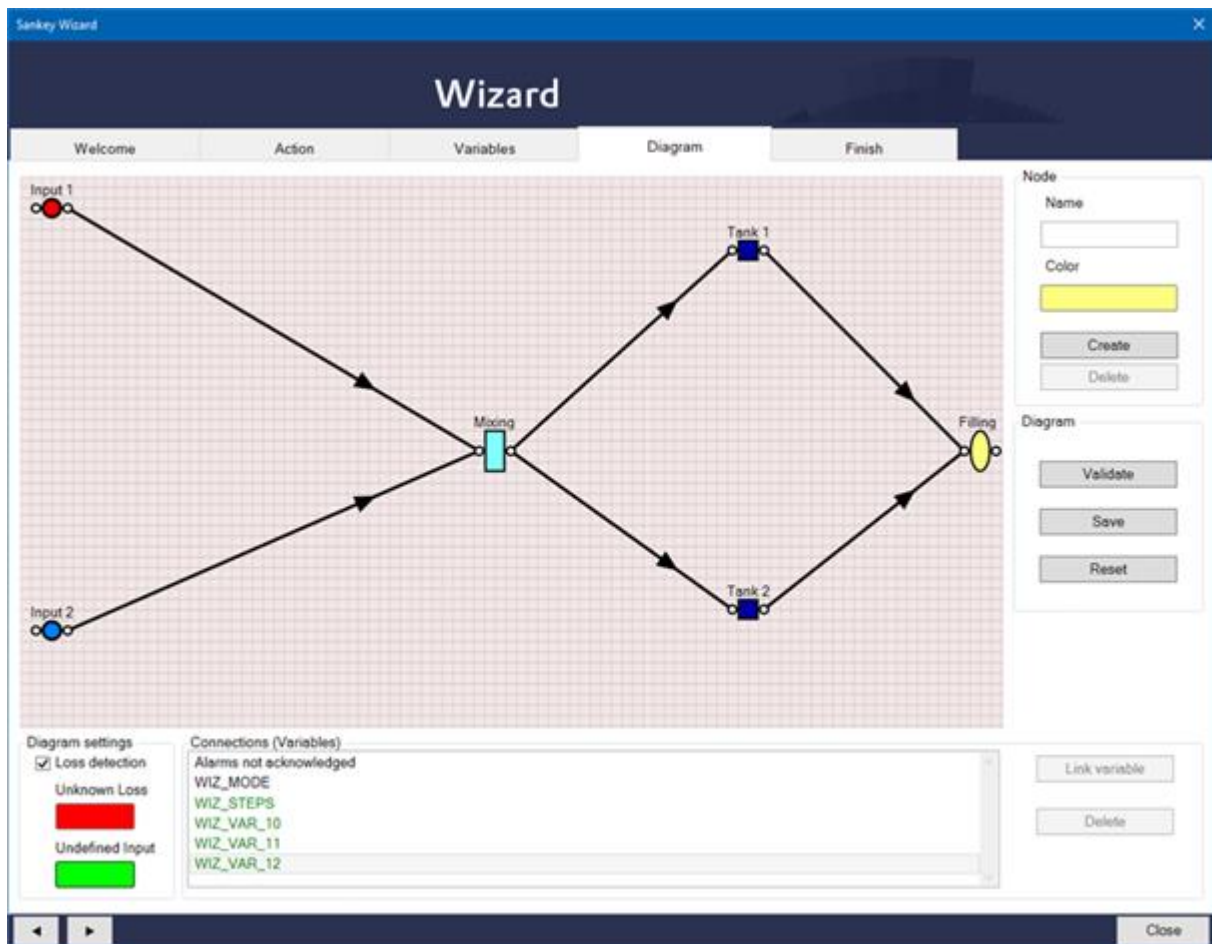 Sankey Wizard
Wizard
Welcome
Action
Variables
Diagram
Finish
Input 1
Tank 1
Mixing
Filling
Input 2
Tank 2
Node
Name
Color
Create
Delete
Diagram
Validate
Save
Reset
Diagram settings
Loss detection
Unknown Loss
Undefined Input
Connections (Variables)
Alarms not acknowledged
WIZ_MODE
WIZ_STEPS
WIZ_VAR_10
WIZ_VAR_11
WIZ_VAR_12
Link variable
Delete
Close